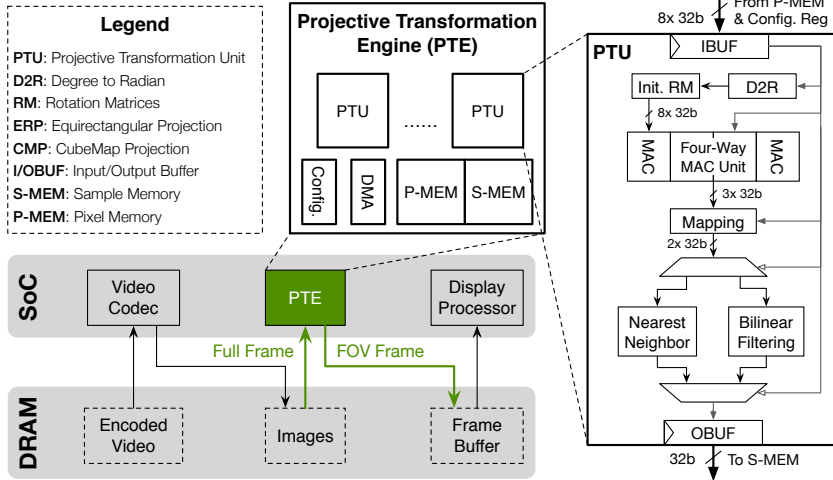 Legend
PTU: Projective Transformation Unit
D2R: Degree to Radian
RM: Rotation Matrices
ERP: Equirectangular Projection
CMP: CubeMap Projection
I/OBUF: Input/Output Buffer
S-MEM: Sample Memory
P-MEM: Pixel Memory
Projective Transformation
Engine (PTE)
PTU
......
PTU
Config.
DMA
P-MEM
S-MEM
SoC
Video
Codec
PTE
Display
Processor
Full Frame
FOV Frame
DRAM
Encoded
Video
Images
Frame
Buffer
8x 32b
From P-MEM
& Config. Reg
PTU
IBUF
Init. RM
D2R
8x 32b
MAC
Four-Way
MAC Unit
MAC
3x 32b
Mapping
2x 32b
Nearest
Neighbor
Bilinear
Filtering
OBUF
32b
To S-MEM